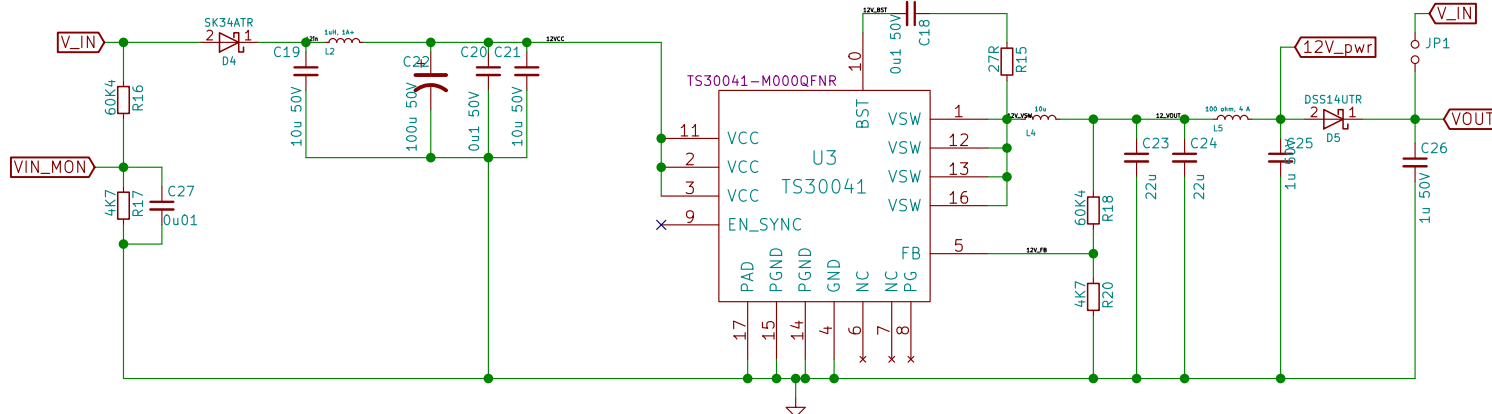 V_IN
SK34ATR
2
1
D4
C19
12in
1uH, 1A+
L2
C22
C20
C21
12VCC
10u 50V
100u 50V
0u1 50V
10u 50V
60K4
R16
VIN_MON
4K7
R17
C27
0u01
12V_BST
0u1 50V
C18
27R
R15
TS30041-M000QFNR
U3
TS30041
10
BST
11
VCC
2
VCC
3
VCC
9
EN_SYNC
VSW
1
VSW
12
VSW
13
VSW
16
FB
5
PAD
PGND
PGND
GND
NC
NC
PG
17
15
14
4
6
7
8
12V_VSW
10u
L4
12V_FB
60K4
R18
4K7
R20
12_VOUT
C23
22u
C24
22u
100 ohm, 4 A
L5
C25
1u 50V
12V_pwr
DSS14UTR
2
1
D5
V_IN
JP1
VOUT
C26
1u 50V